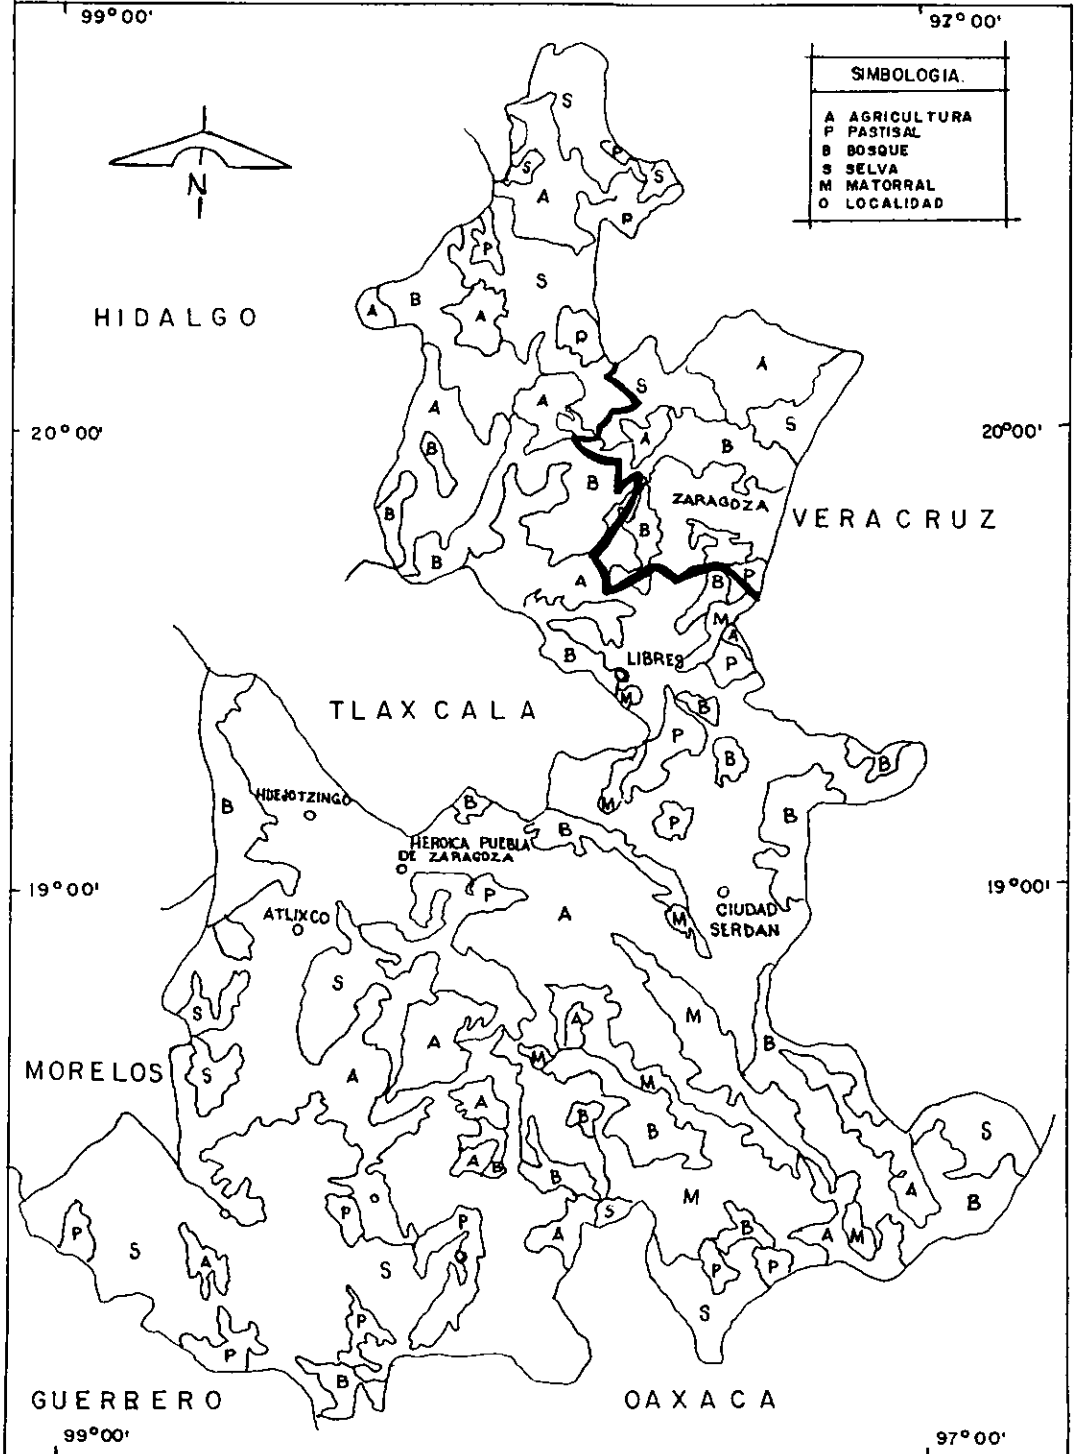 99°00'
97°00'
SIMBOLOGIA.
A AGRICULTURA
P PASTISAL
B BOSQUE
S SELVA
M MATORRAL
O LOCALIDAD
N
S
P
S
S
A
P
P
S
B
A
A
P
HIDALGO
A
S
A
A
S
20°00'
20°00'
A
B
B
B
ZARAGOZA
VERACRUZ
B
B
B
A
B
P
M
A
B
LIBRES
P
M
TLAXCALA
B
P
B
B
HUEJOTZINGO
B
B
M
P
B
B
HEROICA PUEBLA
DE ZARAGOZA
19°00'
19°00'
P
ATLIXCO
A
M
CIUDAD
SERDAN
S
S
A
M
A
M
B
MORELOS
S
A
M
A
B
B
S
A
B
B
M
A
B
P
P
S
P
B
S
A
A
M
A
S
P
P
P
S
P
B
GUERRERO
OAXACA
99°00'
97°00'